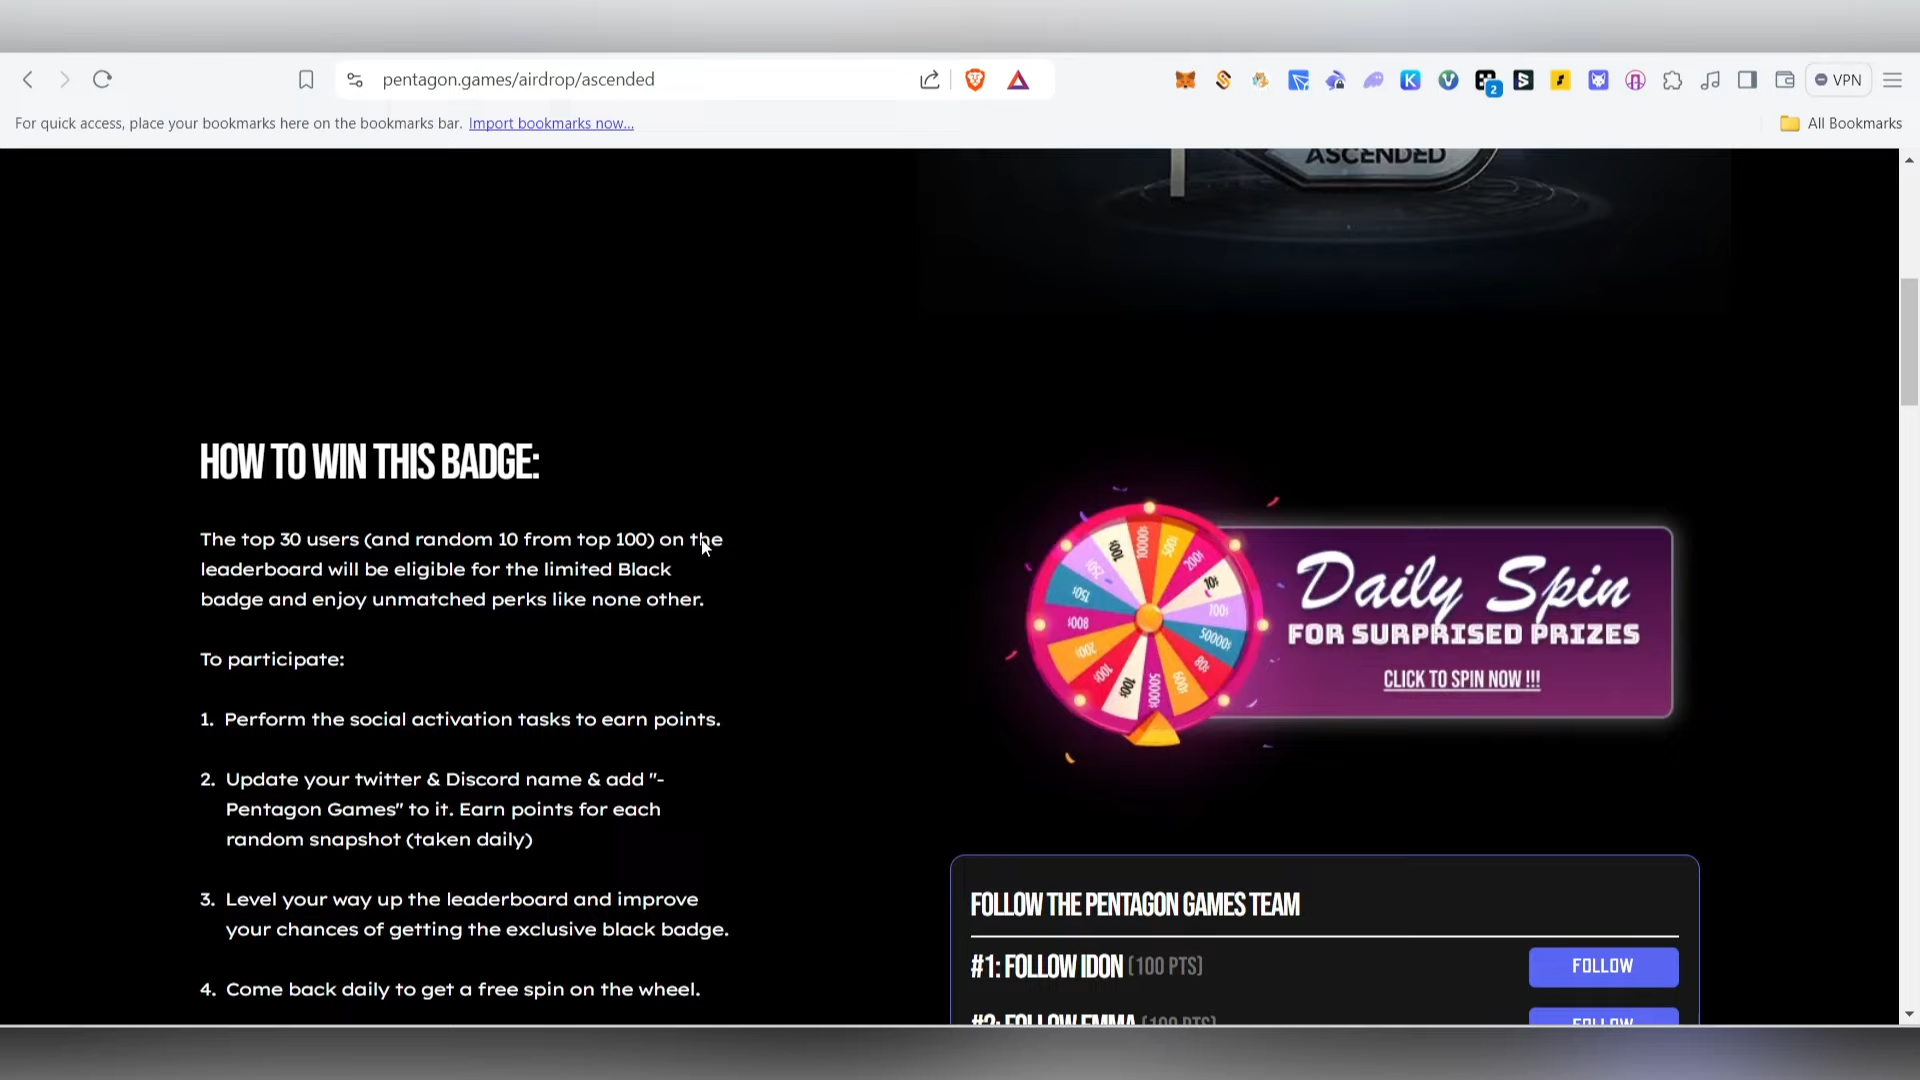 pentagon.games/airdrop/ascended
2
VPN
For quick access, place your bookmarks here on the bookmarks bar. Import bookmarks now...
All Bookmarks
ASCENDED
HOW TO WIN THIS BADGE:
The top 30 users (and random 10 from top 100) on the
leaderboard will be eligible for the limited Black
badge and enjoy unmatched perks like none other.
To participate:
1. Perform the social activation tasks to earn points.
2. Update your twitter & Discord name & add "-
Pentagon Games" to it. Earn points for each
random snapshot (taken daily)
3. Level your way up the leaderboard and improve
your chances of getting the exclusive black badge.
4. Come back daily to get a free spin on the wheel.
Daily Spin
FOR SURPRISED PRIZES
CLICK TO SPIN NOW !!!
FOLLOW THE PENTAGON GAMES TEAM
#1: FOLLOW IDON (100 PTS)
FOLLOW
#2: FOLLOW EMMA (100 PTS)
FOLLOW